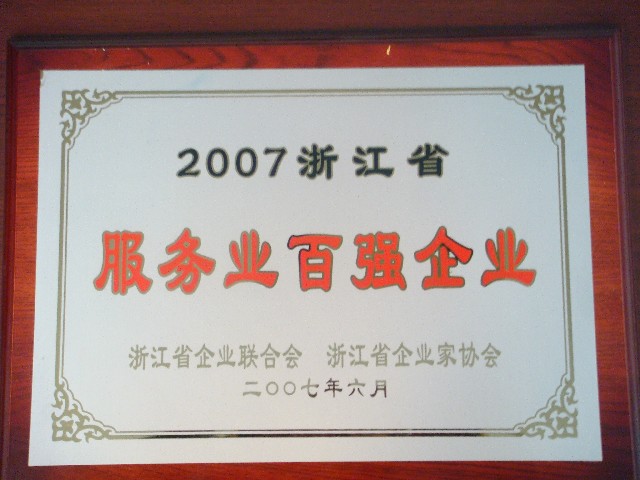 2007浙江省
服务业百强企业
浙江省企业联合会 浙江省企业家协会
二〇〇七年六月